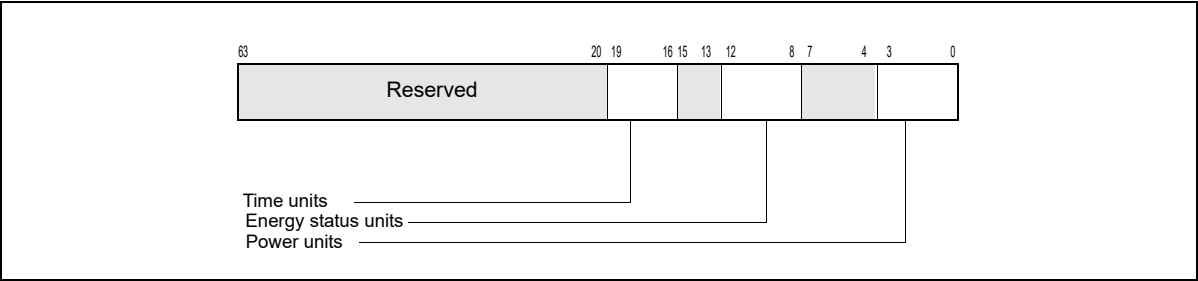 63 20 19 16 15 13 12 8 7 4 3 0
Reserved
Time units
Energy status units
Power units